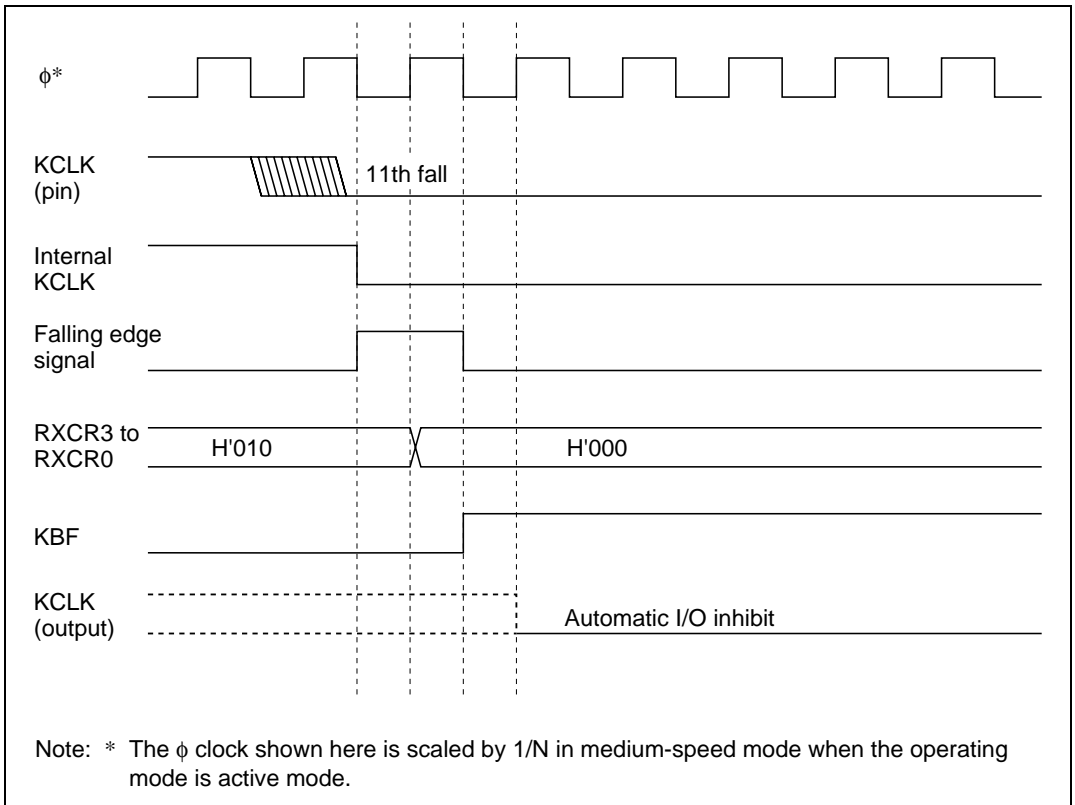 ϕ*
KCLK
(pin)
11th fall
Internal
KCLK
Falling edge
signal
RXCR3 to
RXCR0
H'010
H'000
KBF
KCLK
(output)
Automatic I/O inhibit
Note: * The ϕ clock shown here is scaled by 1/N in medium-speed mode when the operating
mode is active mode.